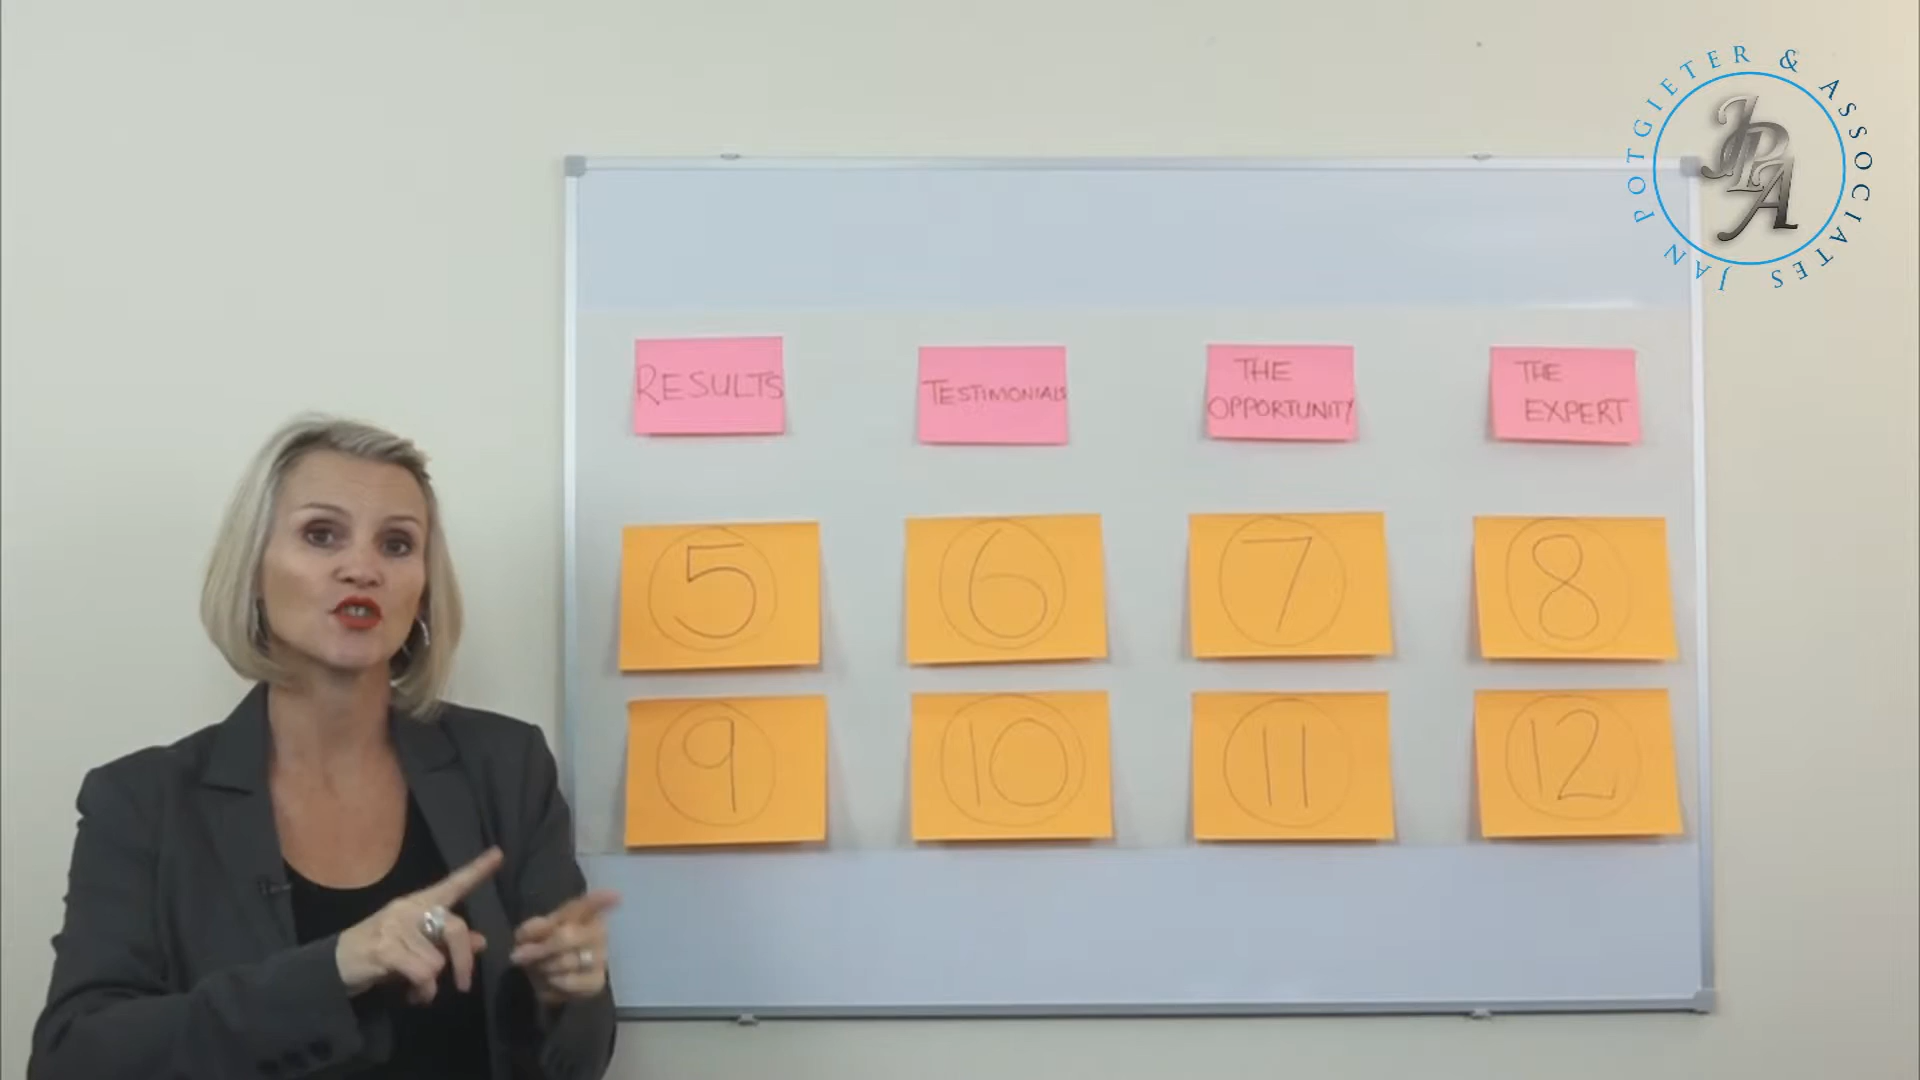 JAN POTGIETER & ASSOCIATES
JPA
RESULTS
TESTIMONIALS
THE
OPPORTUNITY
THE
EXPERT
5
6
7
8
9
10
11
12